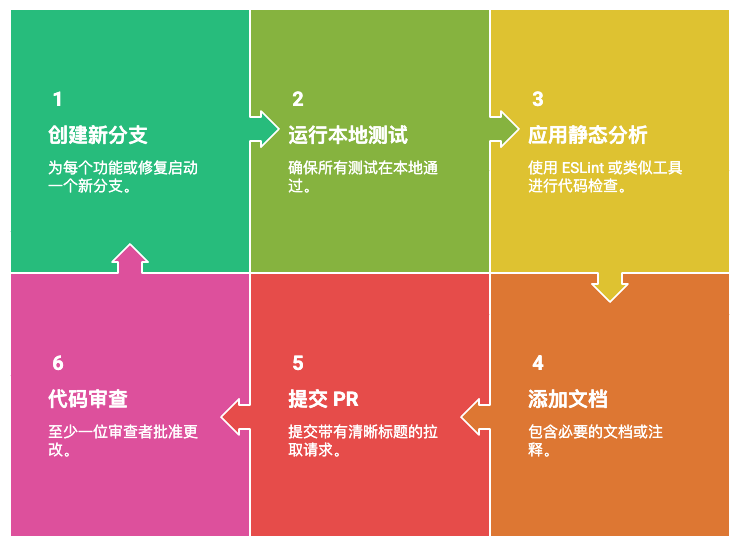 1
创建新分支
为每个功能或修复启动
一个新分支。
2
运行本地测试
确保所有测试在本地通
过。
3
应用静态分析
使用 ESLint 或类似工具
进行代码检查。
4
添加文档
包含必要的文档或注
释。
5
提交 PR
提交带有清晰标题的拉
取请求。
6
代码审查
至少一位审查者批准更
改。